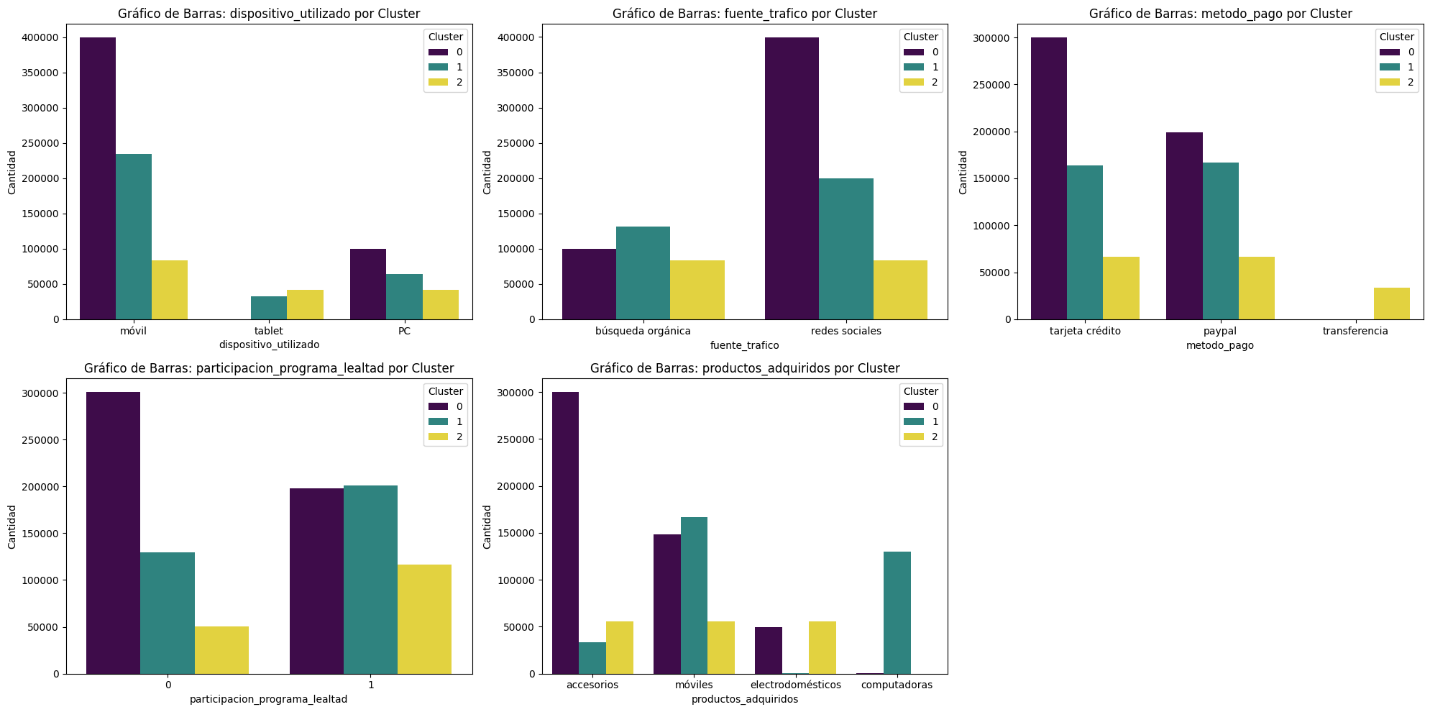 Gráfico de Barras: dispositivo_utilizado por Cluster
Cantidad
400000
350000
300000
250000
200000
150000
100000
50000
0
Cluster
0
1
2
móvil
tablet
PC
dispositivo_utilizado
Gráfico de Barras: fuente_trafico por Cluster
Cantidad
400000
350000
300000
250000
200000
150000
100000
50000
0
Cluster
0
1
2
búsqueda orgánica
redes sociales
fuente_trafico
Gráfico de Barras: metodo_pago por Cluster
Cantidad
300000
250000
200000
150000
100000
50000
0
Cluster
0
1
2
tarjeta crédito
paypal
transferencia
metodo_pago
Gráfico de Barras: participacion_programa_lealtad por Cluster
Cantidad
300000
250000
200000
150000
100000
50000
0
Cluster
0
1
2
0
1
participacion_programa_lealtad
Gráfico de Barras: productos_adquiridos por Cluster
Cantidad
300000
250000
200000
150000
100000
50000
0
Cluster
0
1
2
accesorios
móviles
electrodomésticos
computadoras
productos_adquiridos